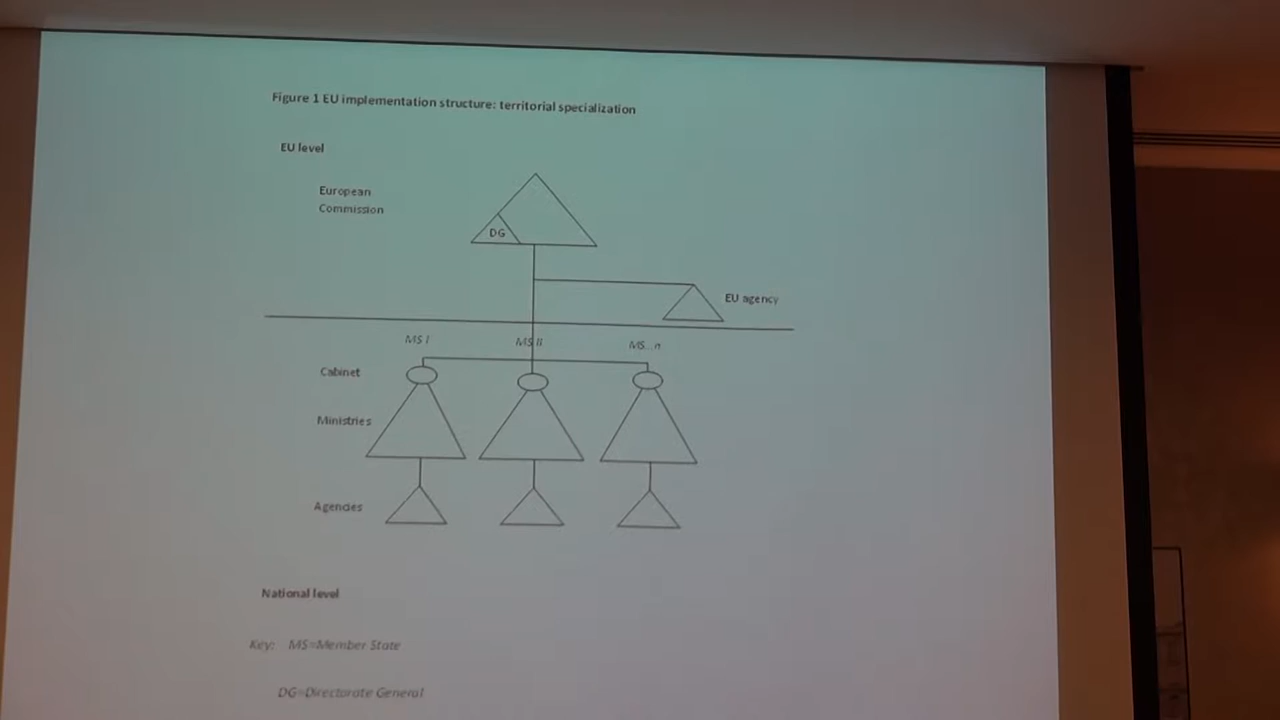 Figure 1 EU implementation structure: territorial specialization
EU level
European
Commission
DG
EU agency
MS I
MS II
MS...n
Cabinet
Ministries
Agencies
National level
Key: MS=Member State
DG=Directorate General